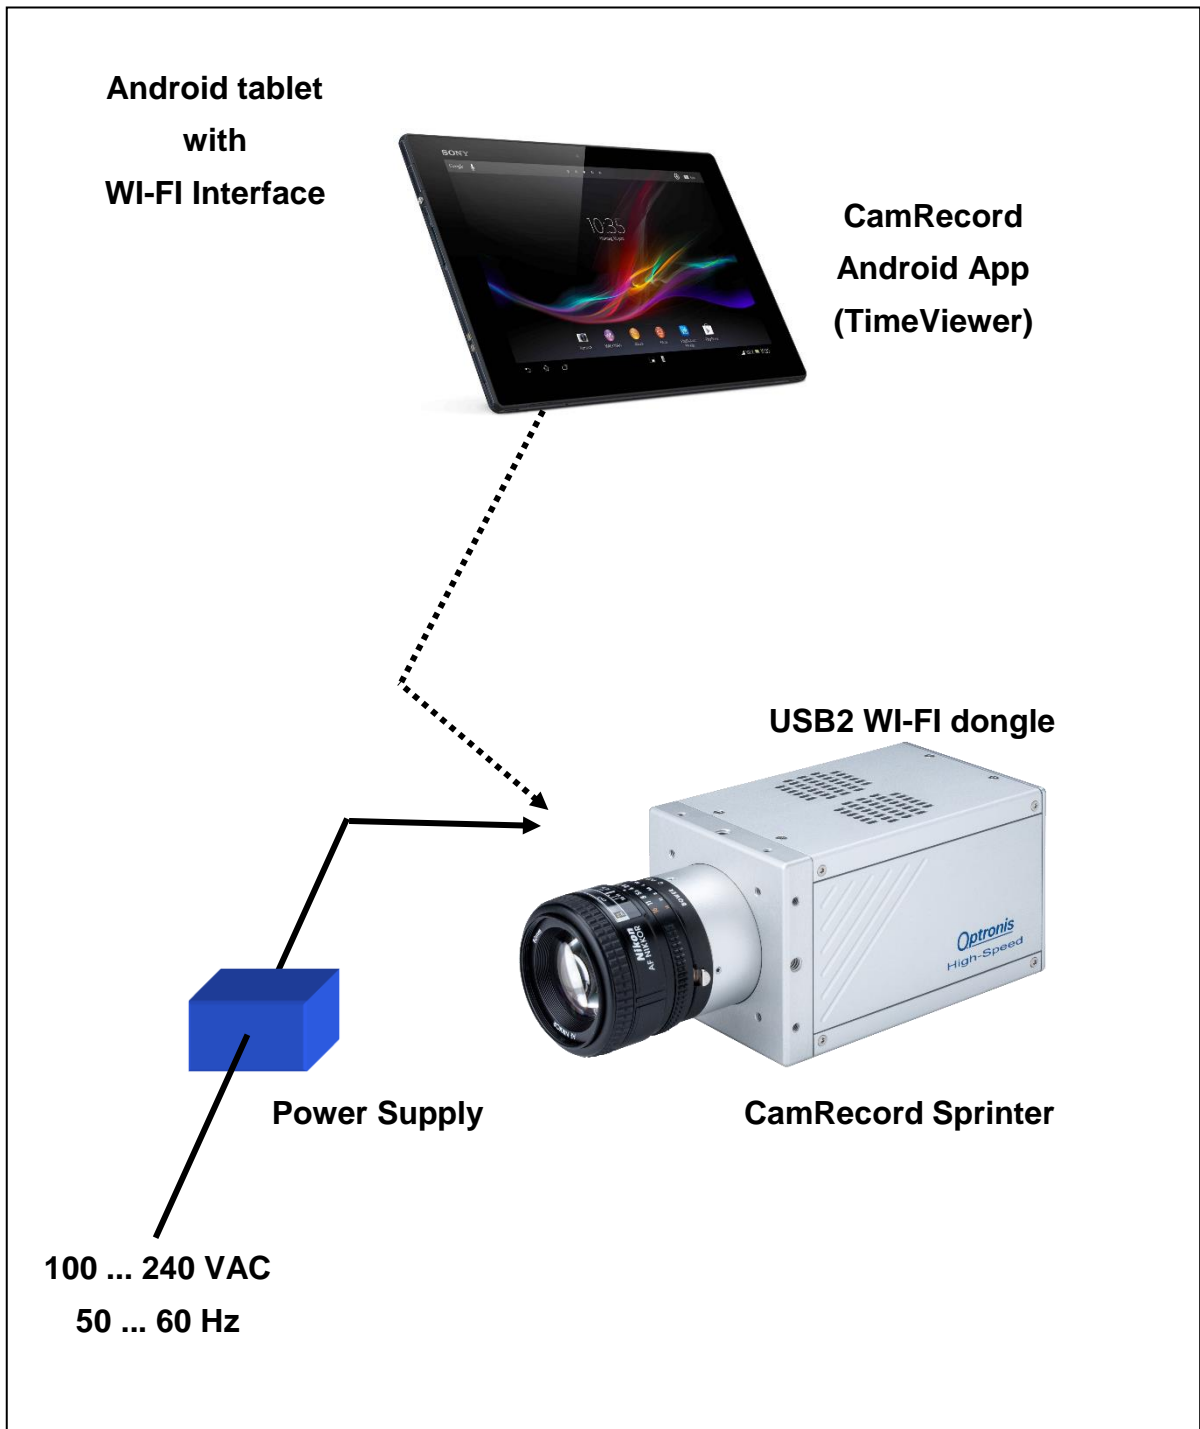 Android tablet
with
WI-FI Interface
SONY
Google
10:35
CamRecord
Android App
(TimeViewer)
USB2 WI-FI dongle
Optronis
High-Speed
Nikon
AF NIKKOR
Power Supply
CamRecord Sprinter
100 ... 240 VAC
50 ... 60 Hz